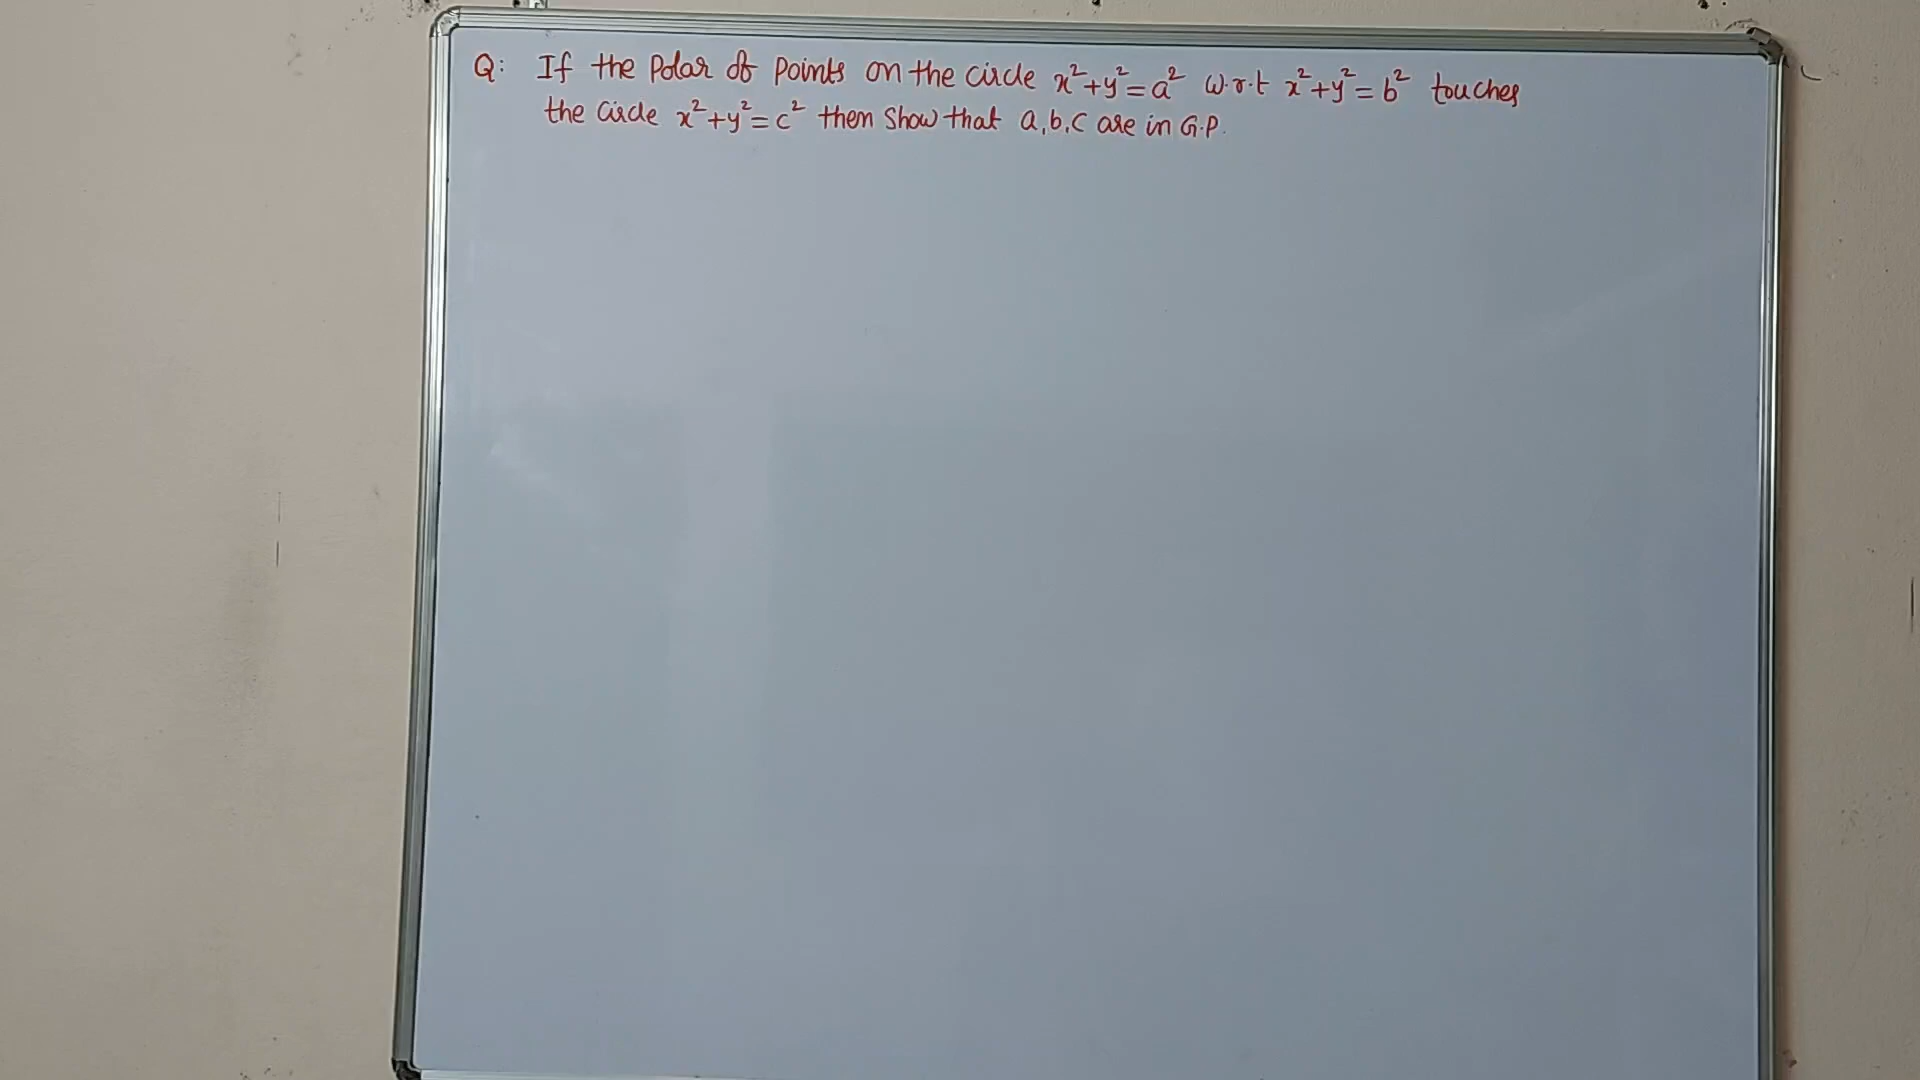 Q: If the Polar of Points on the circle x²+y²=a² w.r.t x²+y²=b² touches
the circle x²+y²=c² then Show that a,b,c are in G.P.